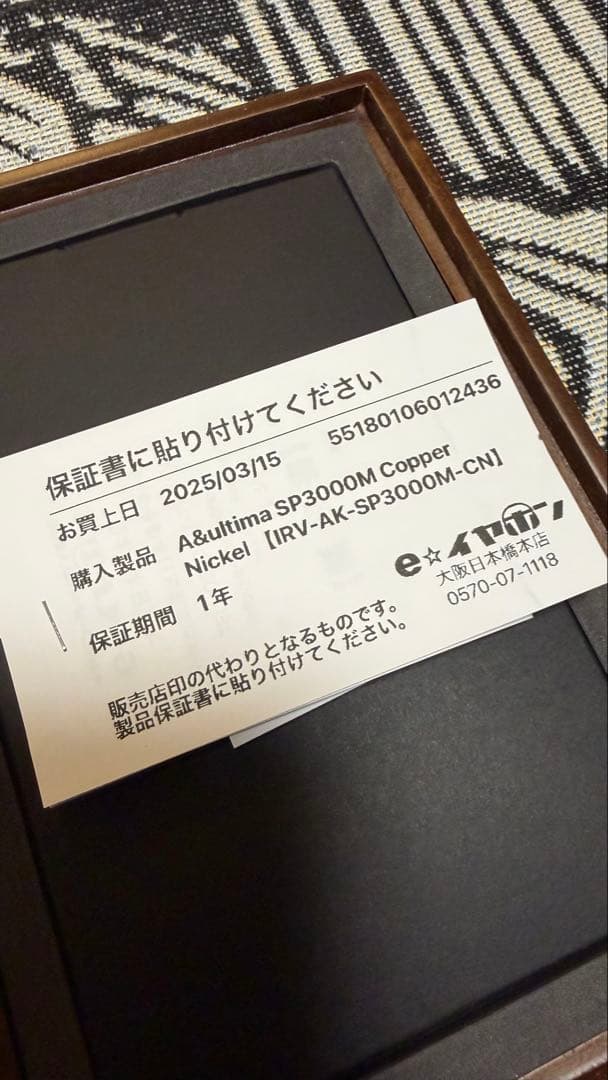 保証書に貼り付けてください
お買上日 2025/03/15 55180106012436
購入製品 A&ultima SP3000M Copper
Nickel【IRV-AK-SP3000M-CN】
保証期間 1年
e☆イヤホン
大阪日本橋本店
0570-07-1118
販売店印の代わりとなるものです。
製品保証書に貼り付けてください。